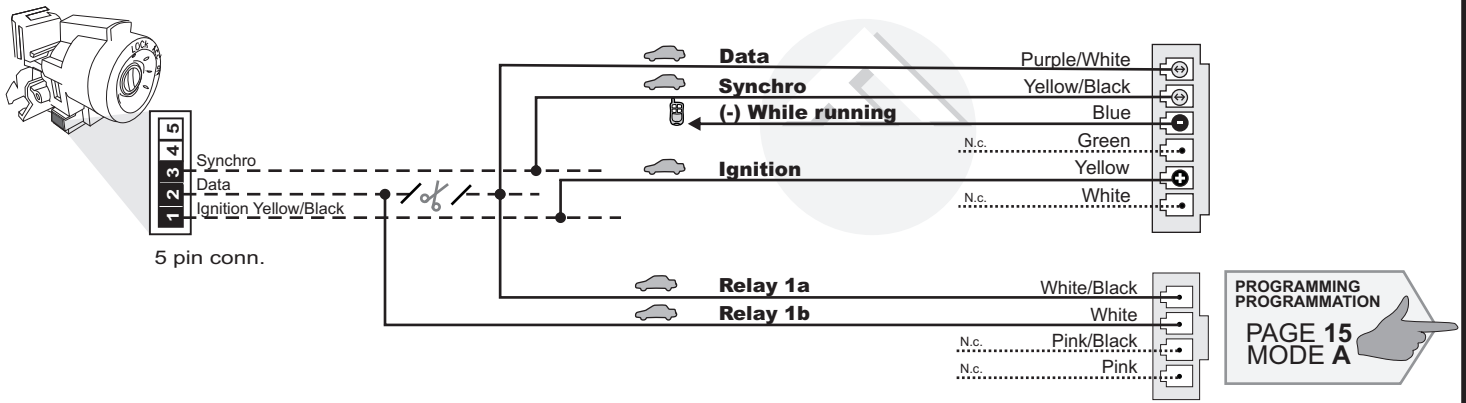 LOCK
5
4
3
2
1
5 pin conn.
Synchro
Data
Ignition Yellow/Black
Data
Synchro
(-) While running
Ignition
Purple/White
Yellow/Black
Blue
N.c. Green
Yellow
N.c. White
Relay 1a
Relay 1b
White/Black
White
N.c. Pink/Black
N.c. Pink
PROGRAMMING
PROGRAMMATION
PAGE 15
MODE A